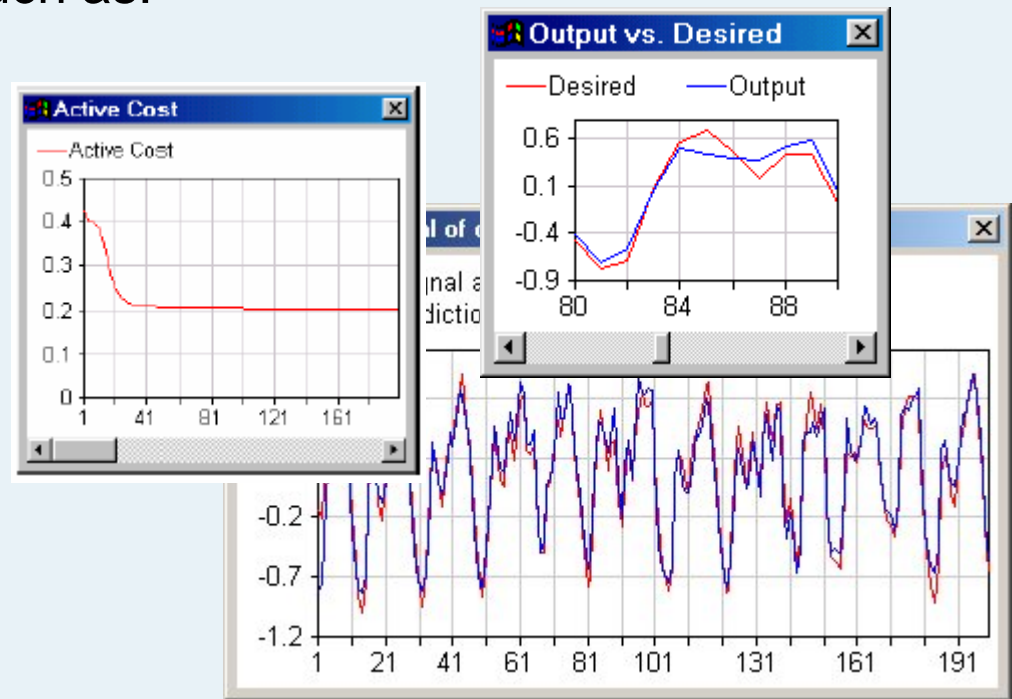 as:
Active Cost
Active Cost
0.5
0.4
0.3
0.2
0.1
0
1 41 81 121 161
Output vs. Desired
Desired Output
0.6
0.1
-0.4
-0.9
80 84 88
of
-0.2
-0.7
-1.2
1 21 41 61 81 101 131 161 191